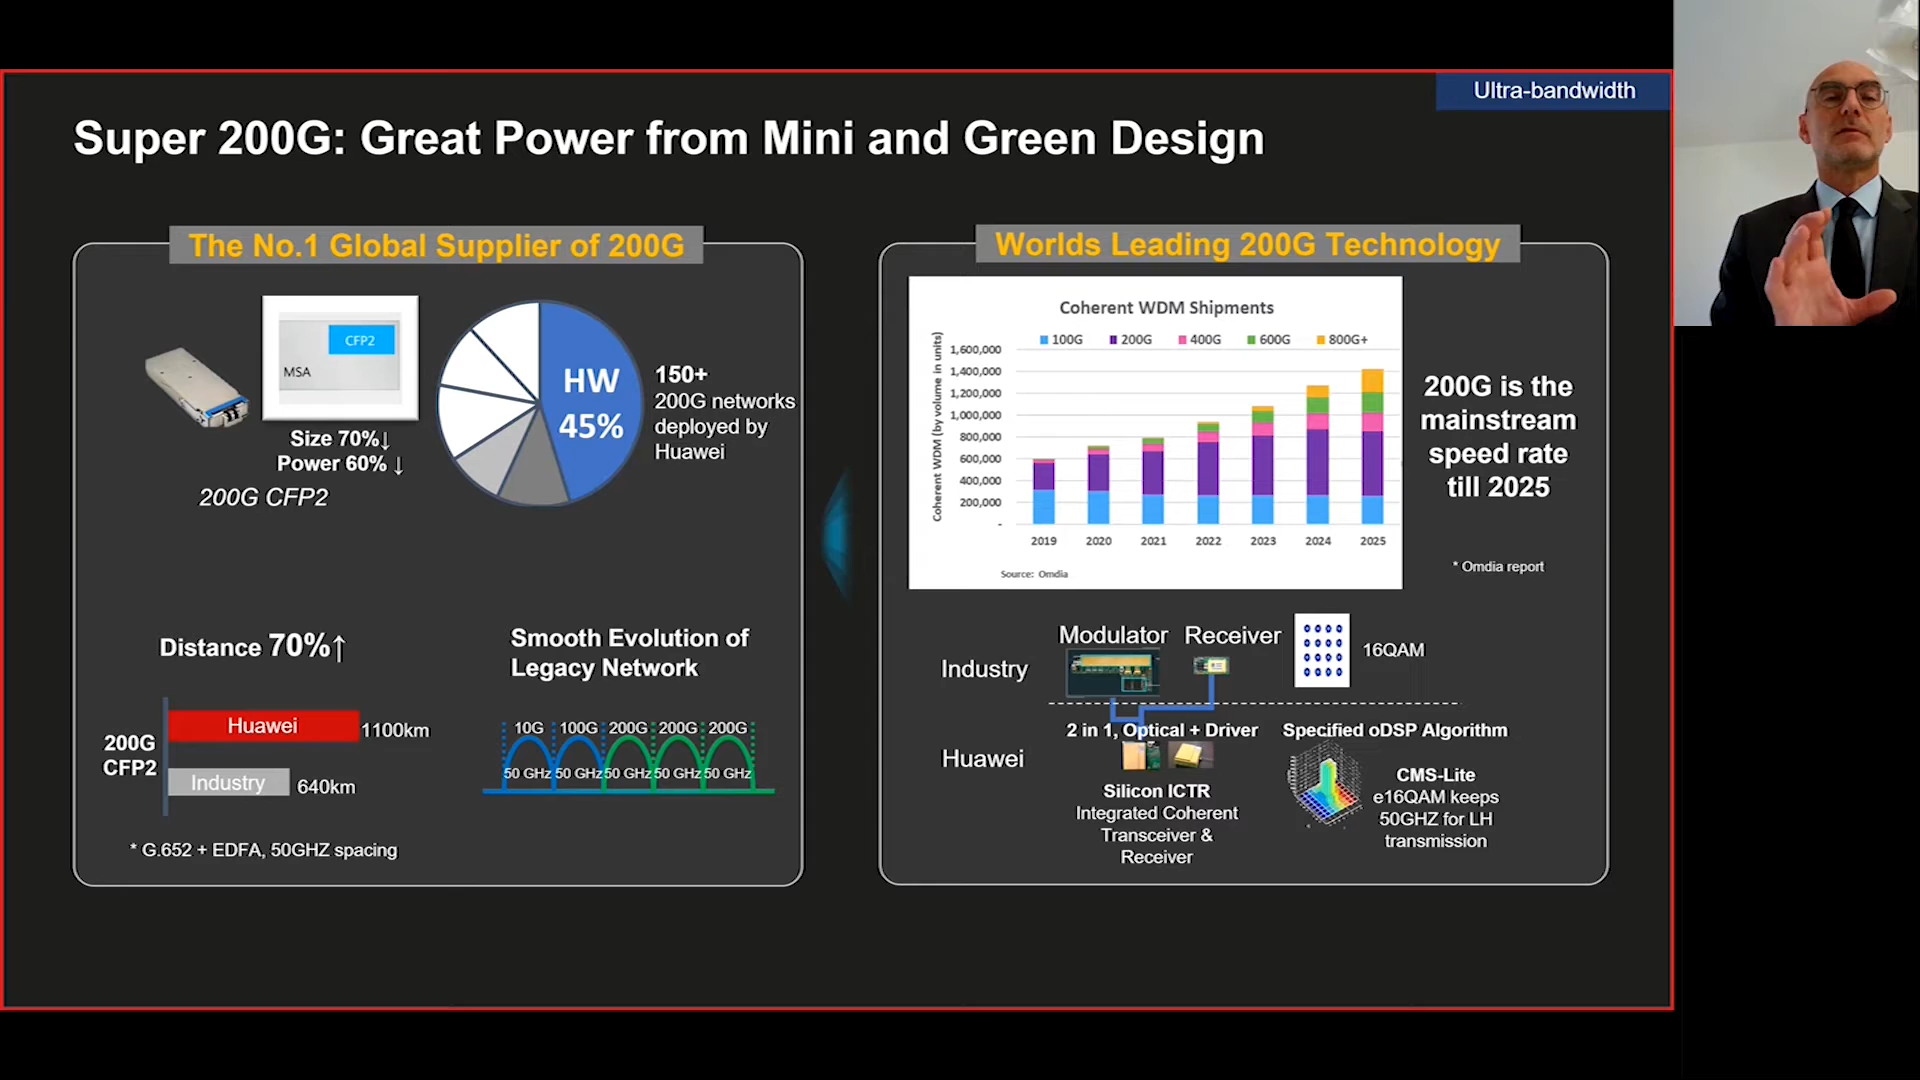 Ultra-bandwidth
Super 200G: Great Power from Mini and Green Design
The No.1 Global Supplier of 200G
CFP2
MSA
Size 70%↓
Power 60% ↓
200G CFP2
HW
45%
150+
200G networks
deployed by
Huawei
Distance 70%↑
200G
CFP2
Huawei
1100km
Industry
640km
* G.652 + EDFA, 50GHZ spacing
Smooth Evolution of
Legacy Network
10G 100G 200G 200G 200G
50 GHz 50 GHz 50 GHz 50 GHz 50 GHz
Worlds Leading 200G Technology
Coherent WDM Shipments
100G 200G 400G 600G 800G+
Coherent WDM (by volume in units)
1,600,000
1,400,000
1,200,000
1,000,000
800,000
600,000
400,000
200,000
-
2019 2020 2021 2022 2023 2024 2025
Source: Omdia
200G is the
mainstream
speed rate
till 2025
* Omdia report
Modulator Receiver
Industry
16QAM
2 in 1, Optical + Driver
Specified oDSP Algorithm
Huawei
Silicon ICTR
Integrated Coherent
Transceiver &
Receiver
CMS-Lite
e16QAM keeps
50GHZ for LH
transmission